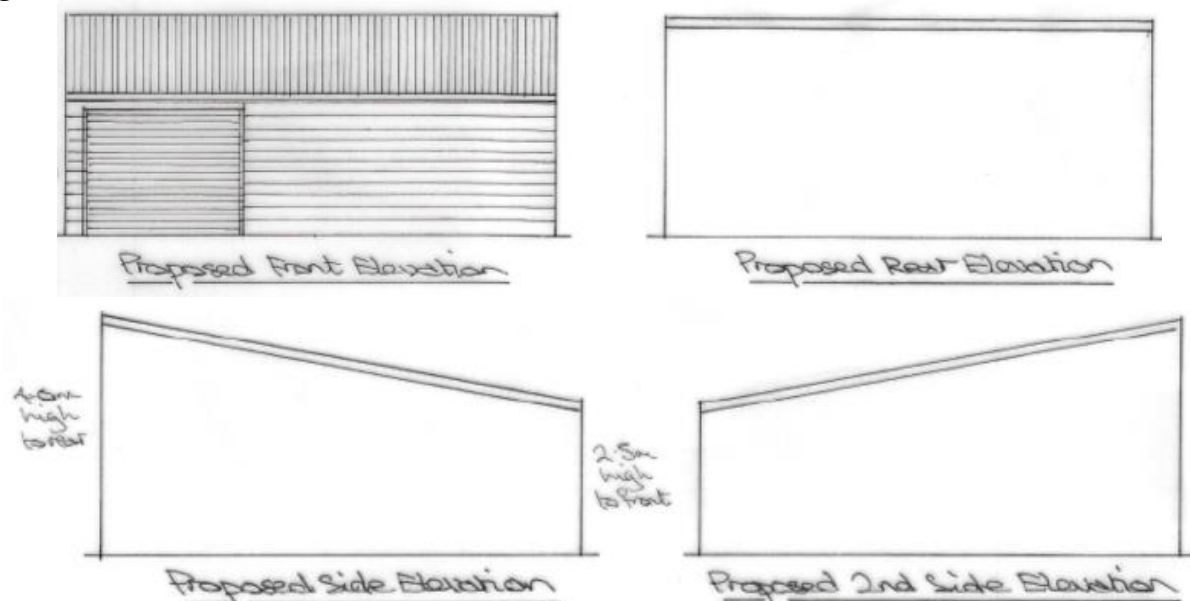 Proposed Front Elevation
Proposed Rear Elevation
4.0m
high
to rear
2.5m
high
to front
Proposed Side Elevation
Proposed 2nd Side Elevation